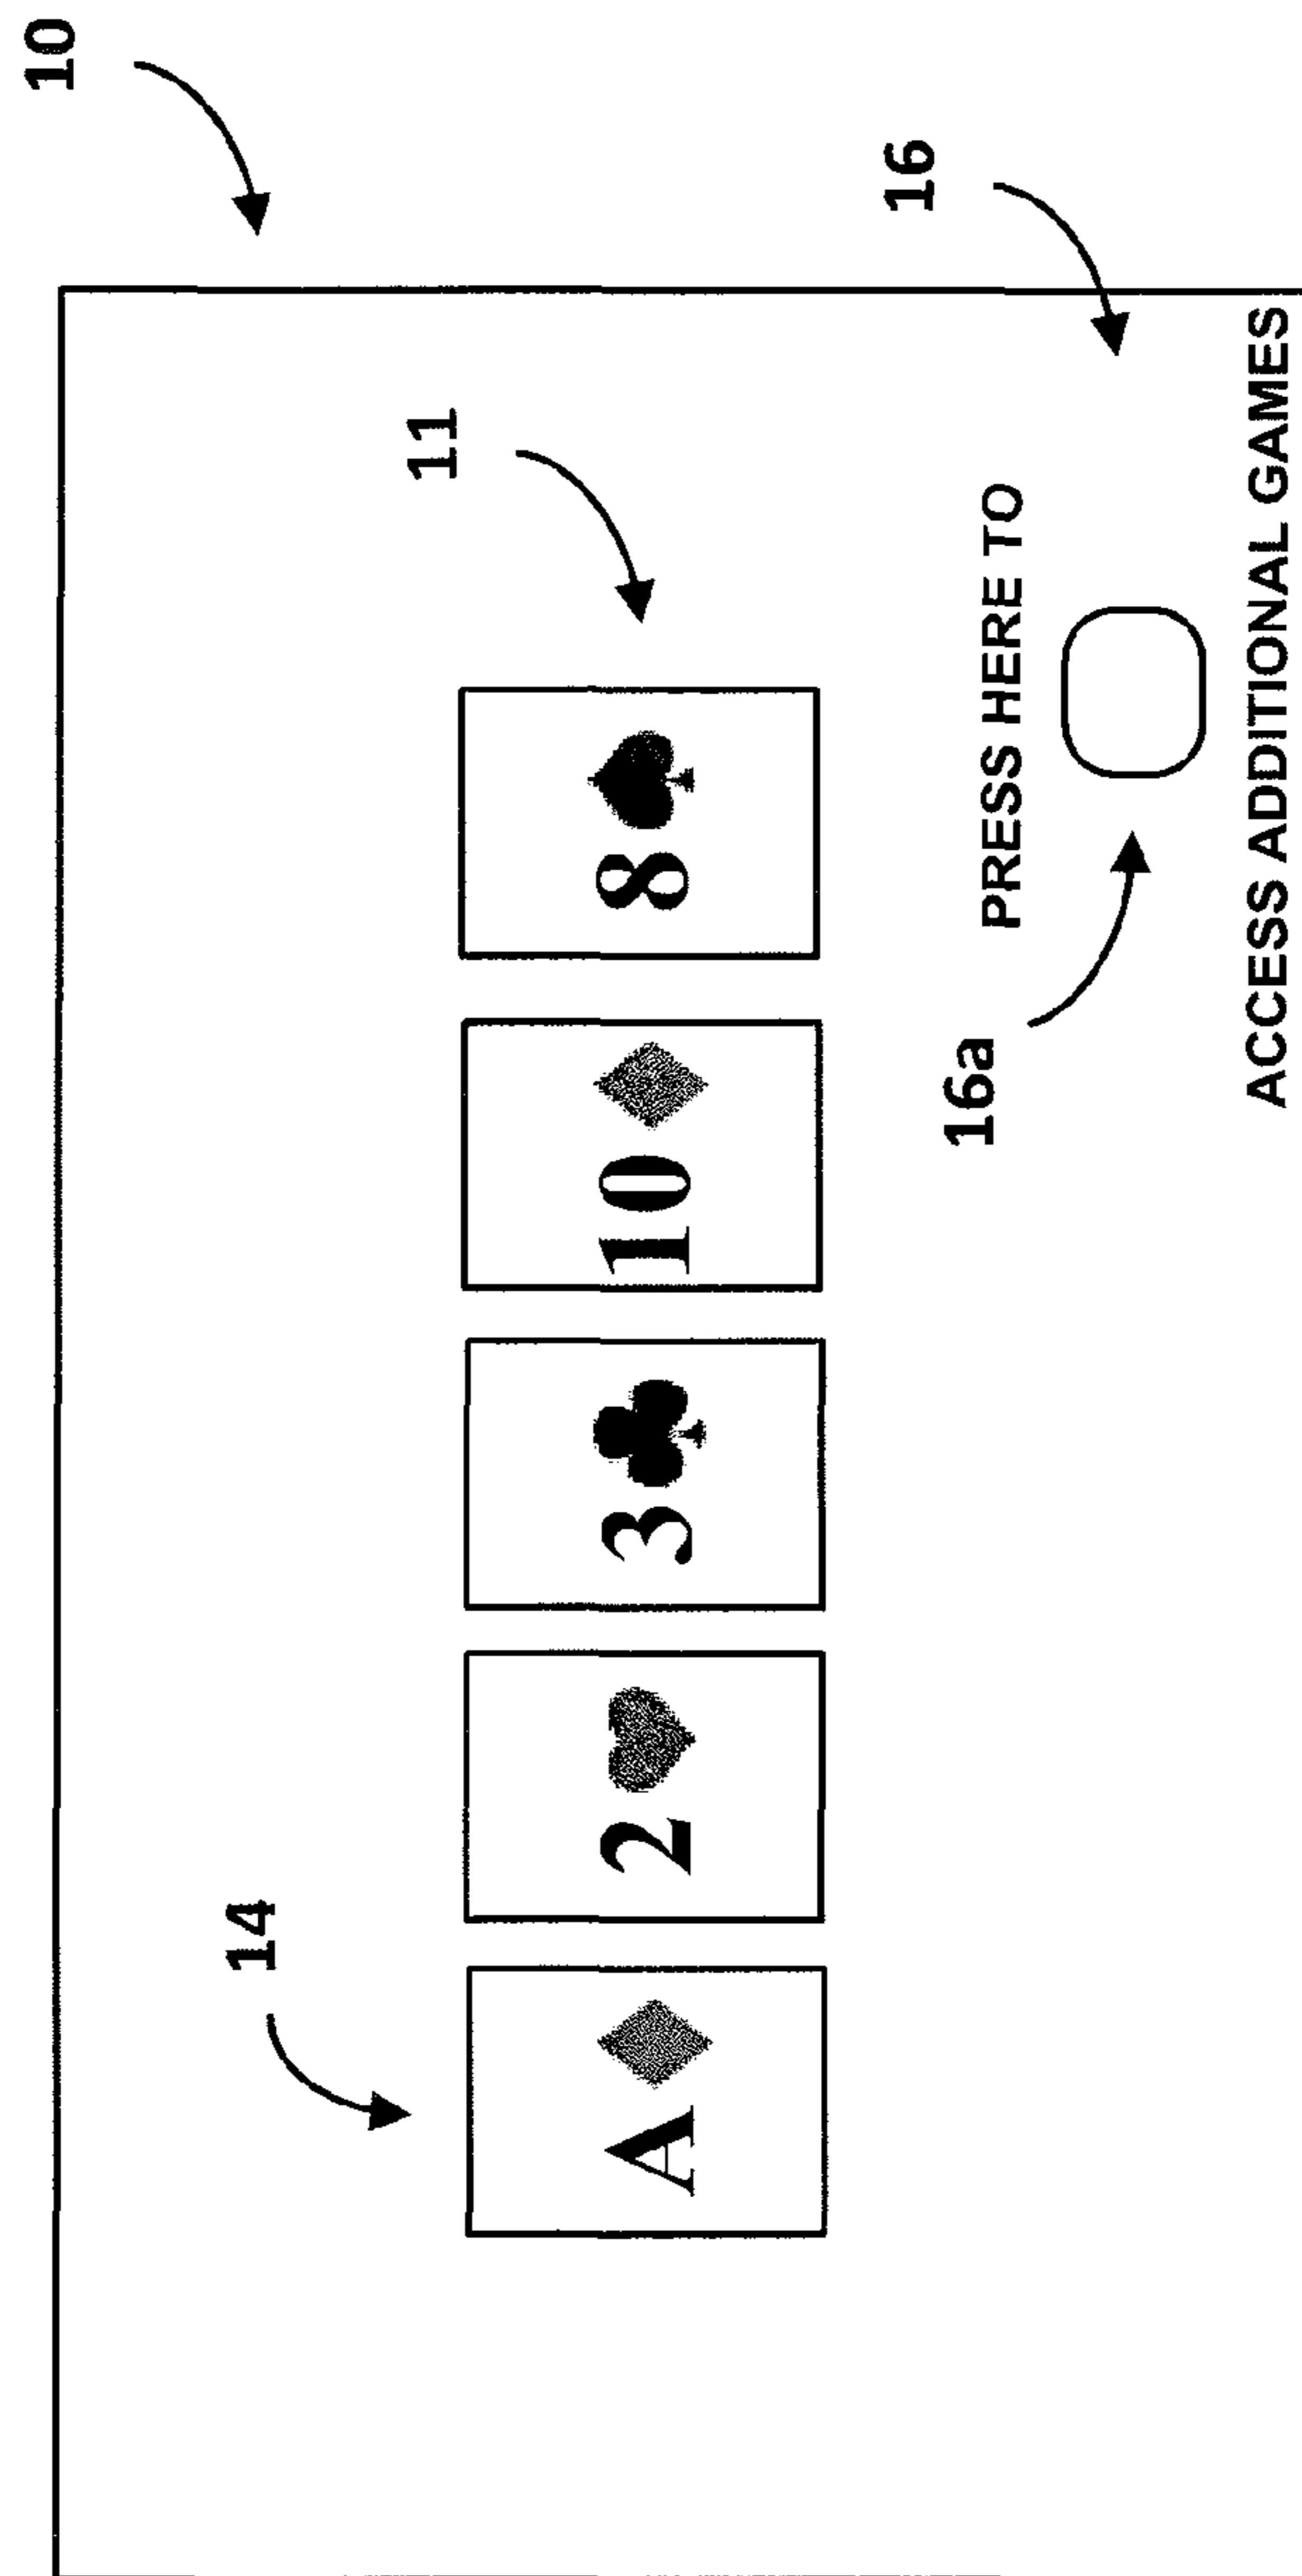 10
11
14
A 2 3 10 8
16
PRESS HERE TO
16a
ACCESS ADDITIONAL GAMES